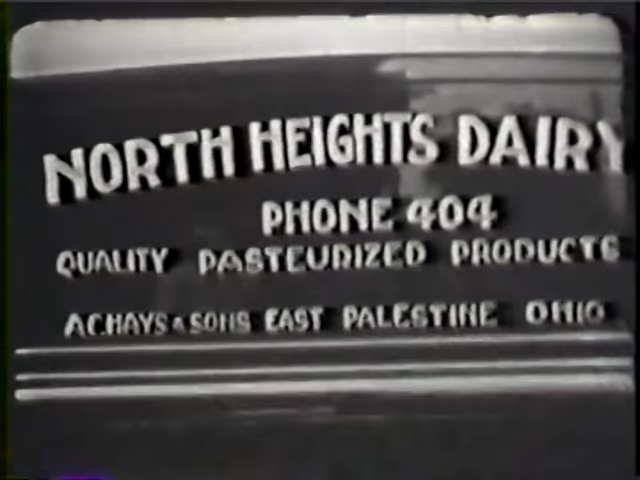 NORTH HEIGHTS DAIRY
PHONE 404
QUALITY PASTEURIZED PRODUCTS
A.C.HAYS & SONS EAST PALESTINE OHIO